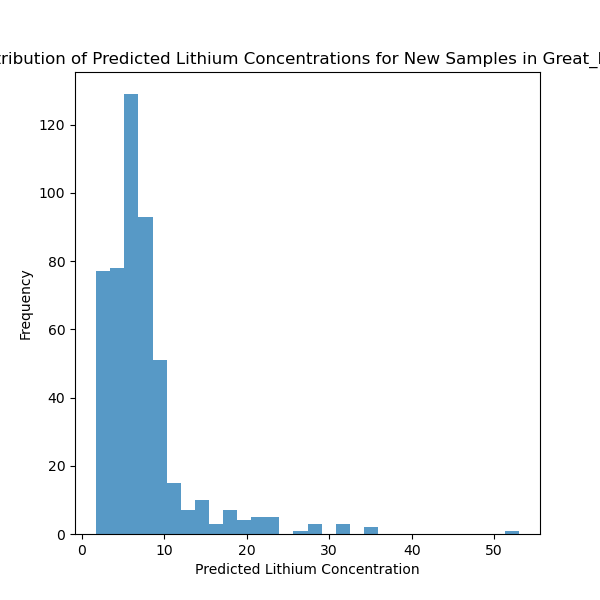 tribution of Predicted Lithium Concentrations for New Samples in Great_
120
100
80
60
40
20
0
Frequency
0 10 20 30 40 50
Predicted Lithium Concentration